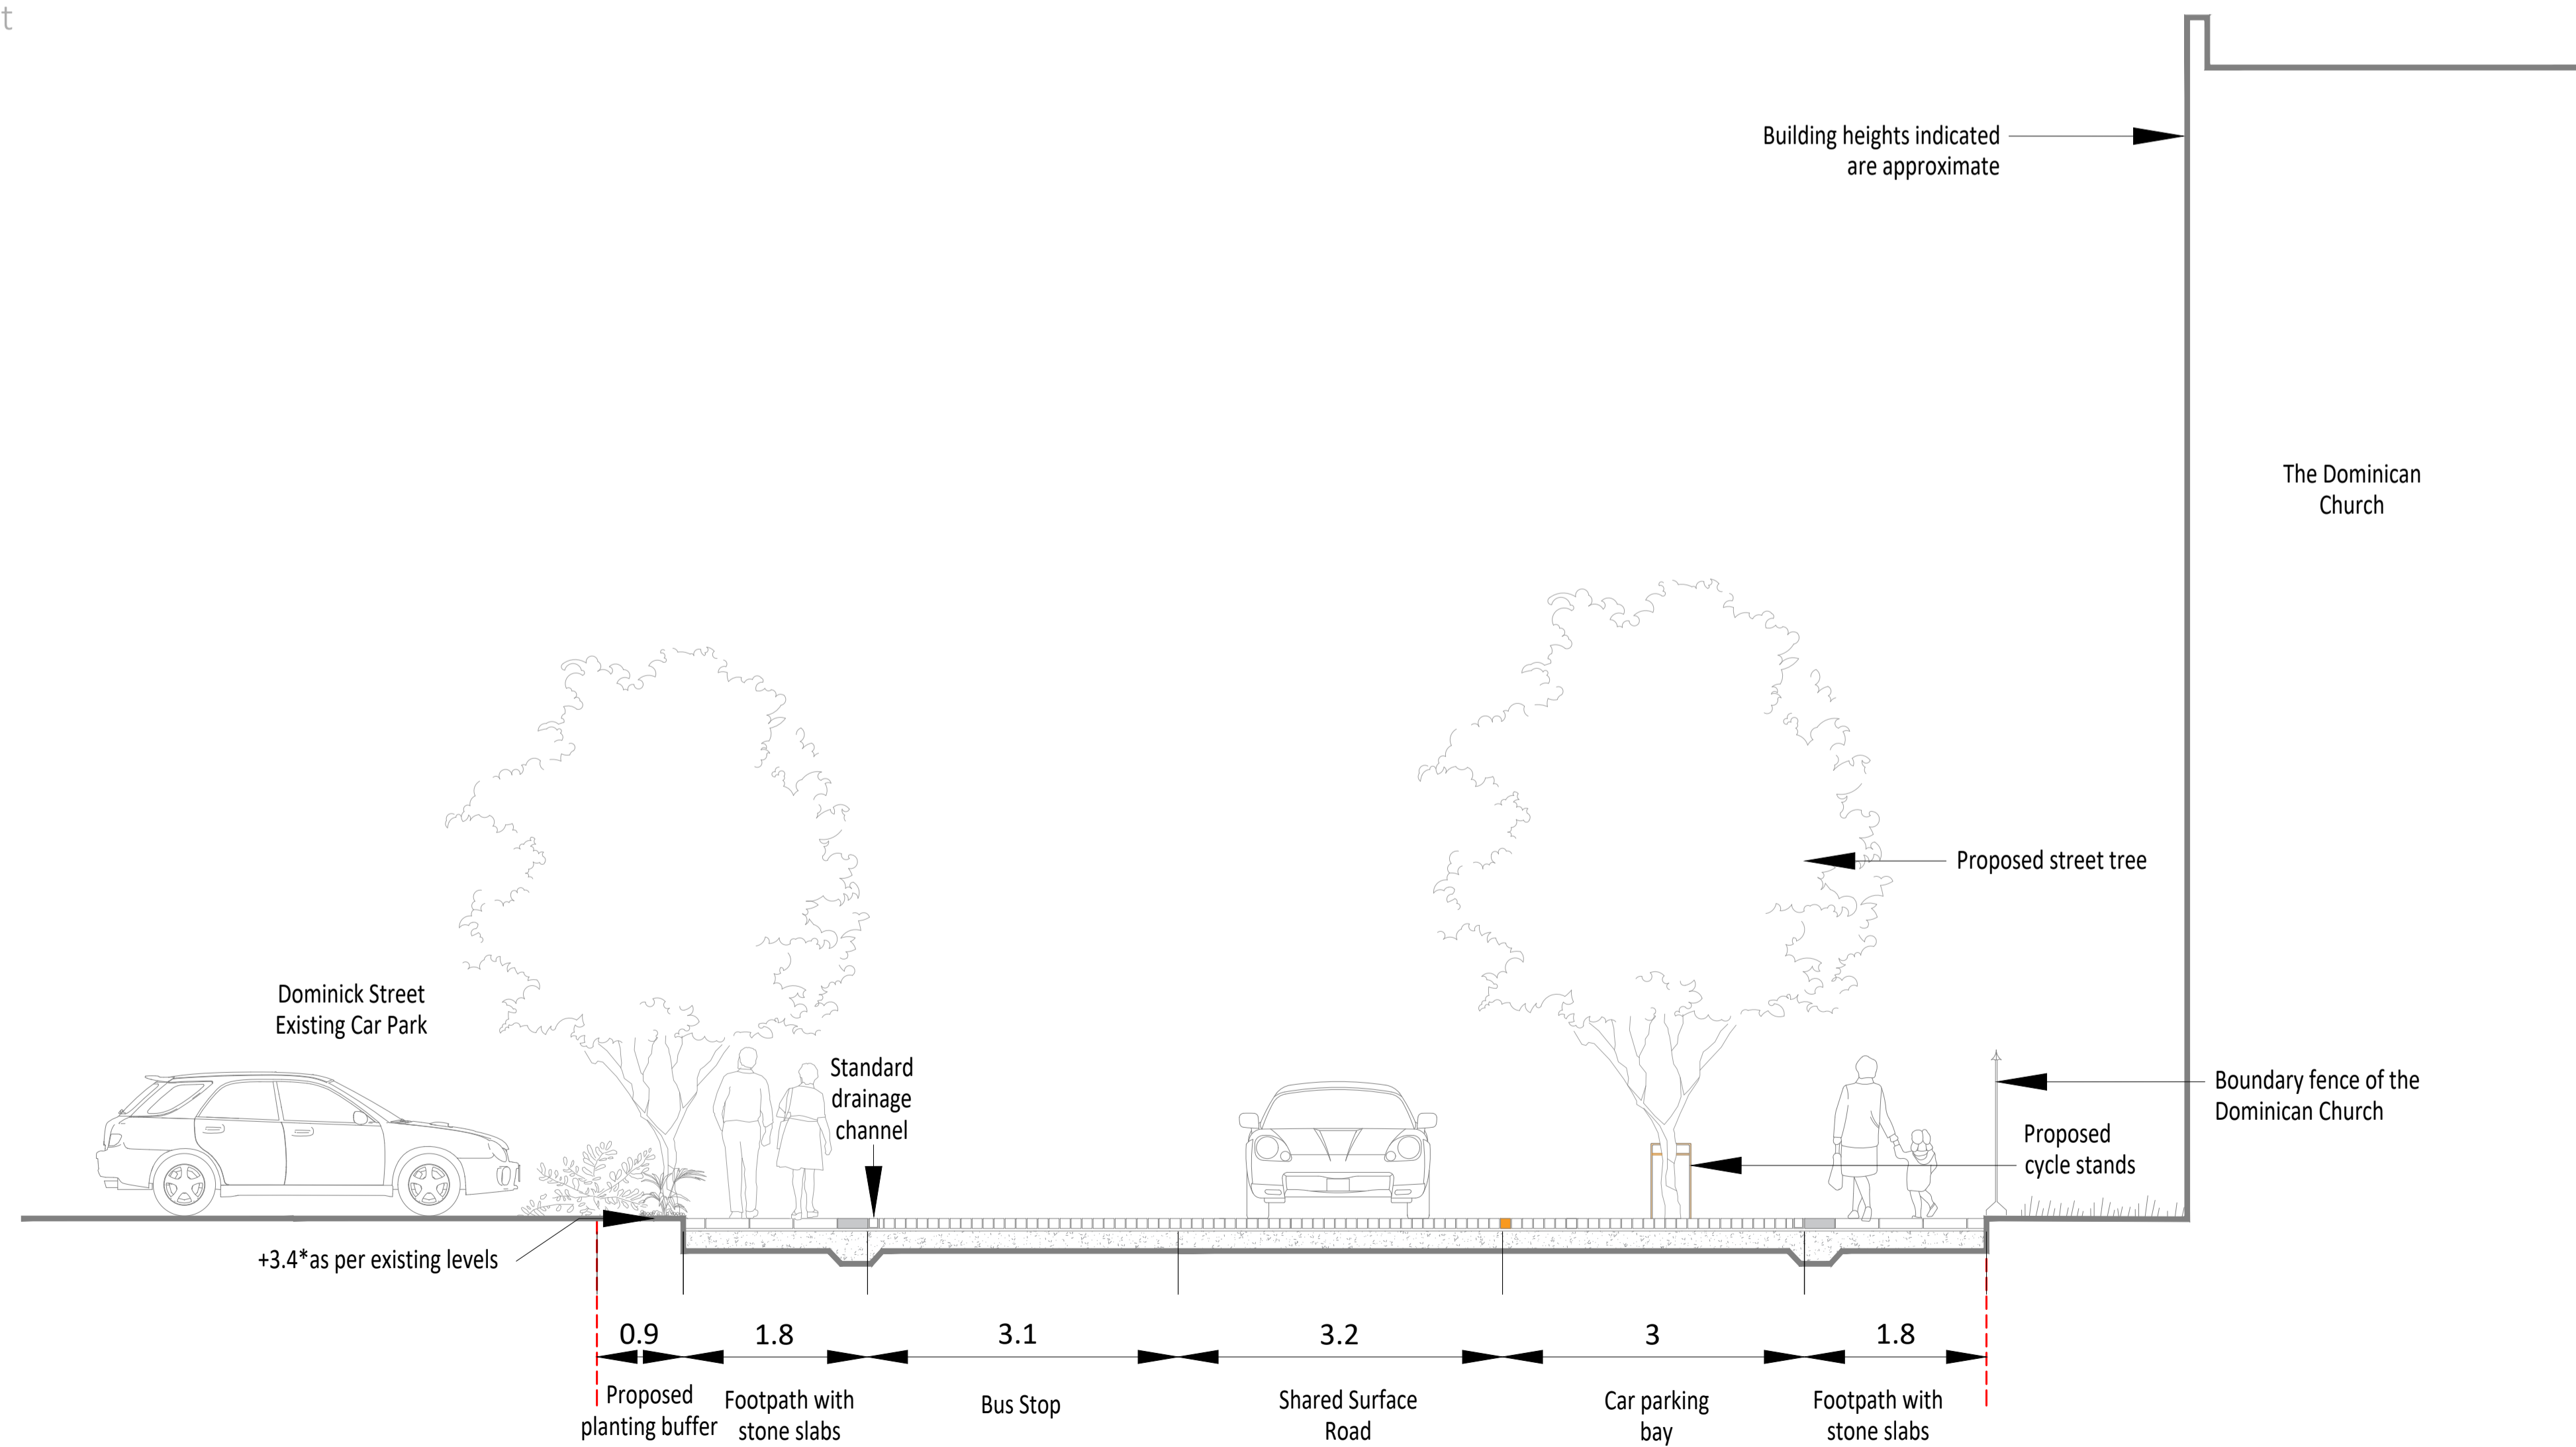 t
Building heights indicated
are approximate
The Dominican
Church
Proposed street tree
Dominick Street
Existing Car Park
Standard
drainage
channel
Boundary fence of the
Dominican Church
Proposed
cycle stands
+3.4*as per existing levels
0.9
1.8
3.1
3.2
3
1.8
Proposed
planting buffer
Footpath with
stone slabs
Bus Stop
Shared Surface
Road
Car parking
bay
Footpath with
stone slabs